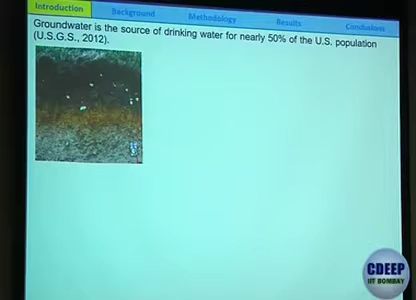 Introduction
Background
Methodology
Results
Conclusions
Groundwater is the source of drinking water for nearly 50% of the U.S. population
(U.S.G.S., 2012).
CDEEP
IIT BOMBAY